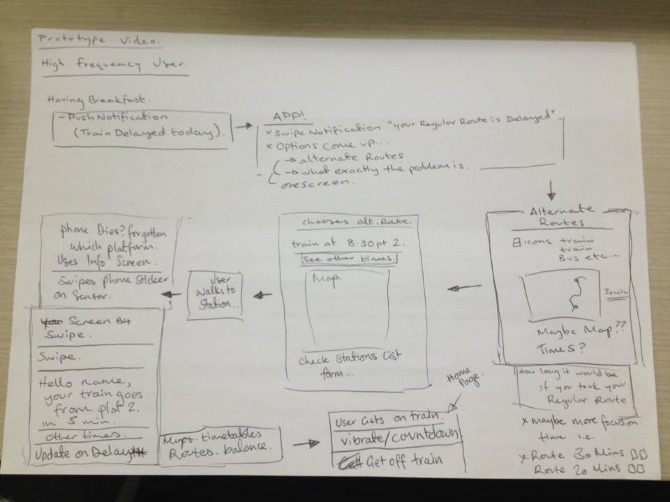 Prototype Video.
High Frequency User.
Having Breakfast.
- Push Notification
(Train Delayed today).
APP!
x Swipe Notification "your Regular Route is Delayed"
x Options Come up...
→ alternate Routes
→ what exactly the problem is.
one screen.
Alternate
Routes
icons train
train
Bus etc..
Maybe Map??
Times?
How long it would be
if you took your
Regular Route
x maybe more focus on
time i.e.
x Route 30 Mins
Route 20 Mins
chooses alt. Route
train at 8:30 pt 2.
see other times.
Map
Check Stations List
form...
User
Walks to
Station..
phone Dies? forgotten
which platform.
Uses Info Screen.
Swipes phone Sticker
on Sensor.
Screen B4
Swipe.
Swipe.
Hello name,
your train goes
from plat 2.
in 5 min.
other times.
Update on Delay
Maps. timetables
Routes. balance.
Home
Page.
User Gets on train.
vibrate/countdown
Get off train